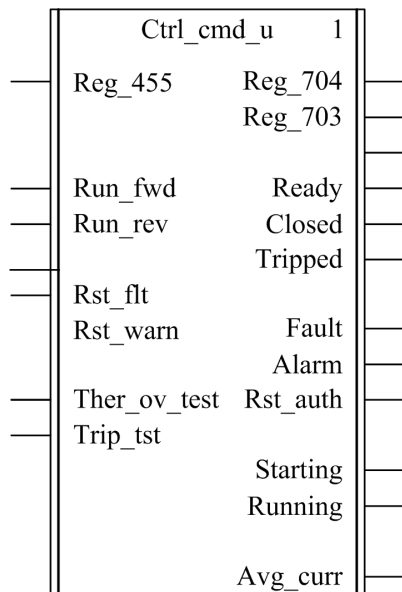 Ctrl_cmd_u 1
Reg_455 Reg_704
Reg_703
Run_fwd Ready
Run_rev Closed
Tripped
Rst_flt
Rst_warn Fault
Alarm
Ther_ov_test Rst_auth
Trip_tst
Starting
Running
Avg_curr